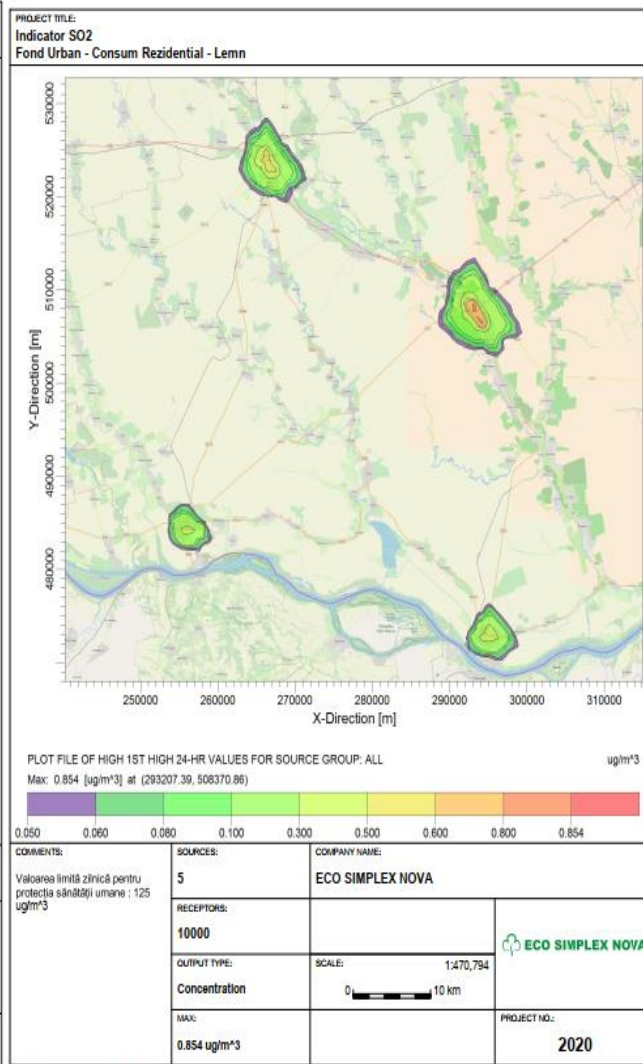 PROJECT TITLE:
Indicator SO2
Fond Urban - Consum Rezidential - Lemn
Y-Direction [m]
530000
520000
510000
500000
490000
480000
250000 260000 270000 280000 290000 300000 310000
X-Direction [m]
PLOT FILE OF HIGH 1ST HIGH 24-HR VALUES FOR SOURCE GROUP: ALL
ug/m^3
Max: 0.854 [ug/m^3] at (293207.39, 508370.86)
0.050 0.060 0.080 0.100 0.300 0.500 0.600 0.800 0.854
COMMENTS:
Valoarea limită zilnică pentru
protecția sănătății umane : 125
ug/m^3
SOURCES:
5
COMPANY NAME:
ECO SIMPLEX NOVA
RECEPTORS:
10000
OUTPUT TYPE:
Concentration
SCALE:
1:470,794
0 10 km
ECO SIMPLEX NOVA
MAX:
0.854 ug/m^3
PROJECT NO.:
2020